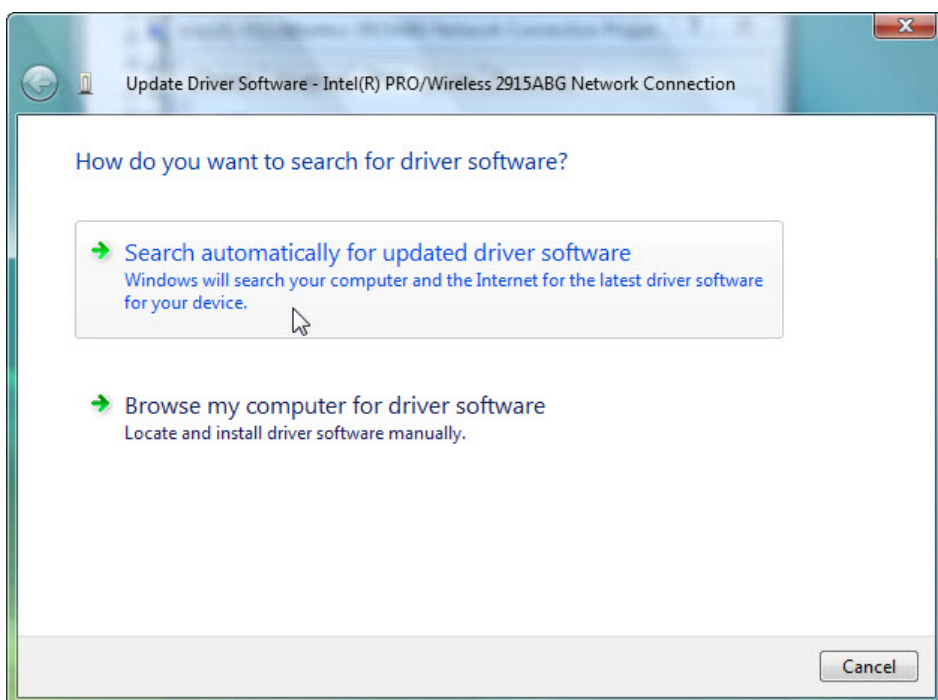 Update Driver Software - Intel(R) PRO/Wireless 2915ABG Network Connection
How do you want to search for driver software?
Search automatically for updated driver software
Windows will search your computer and the Internet for the latest driver software
for your device.
Browse my computer for driver software
Locate and install driver software manually.
Cancel